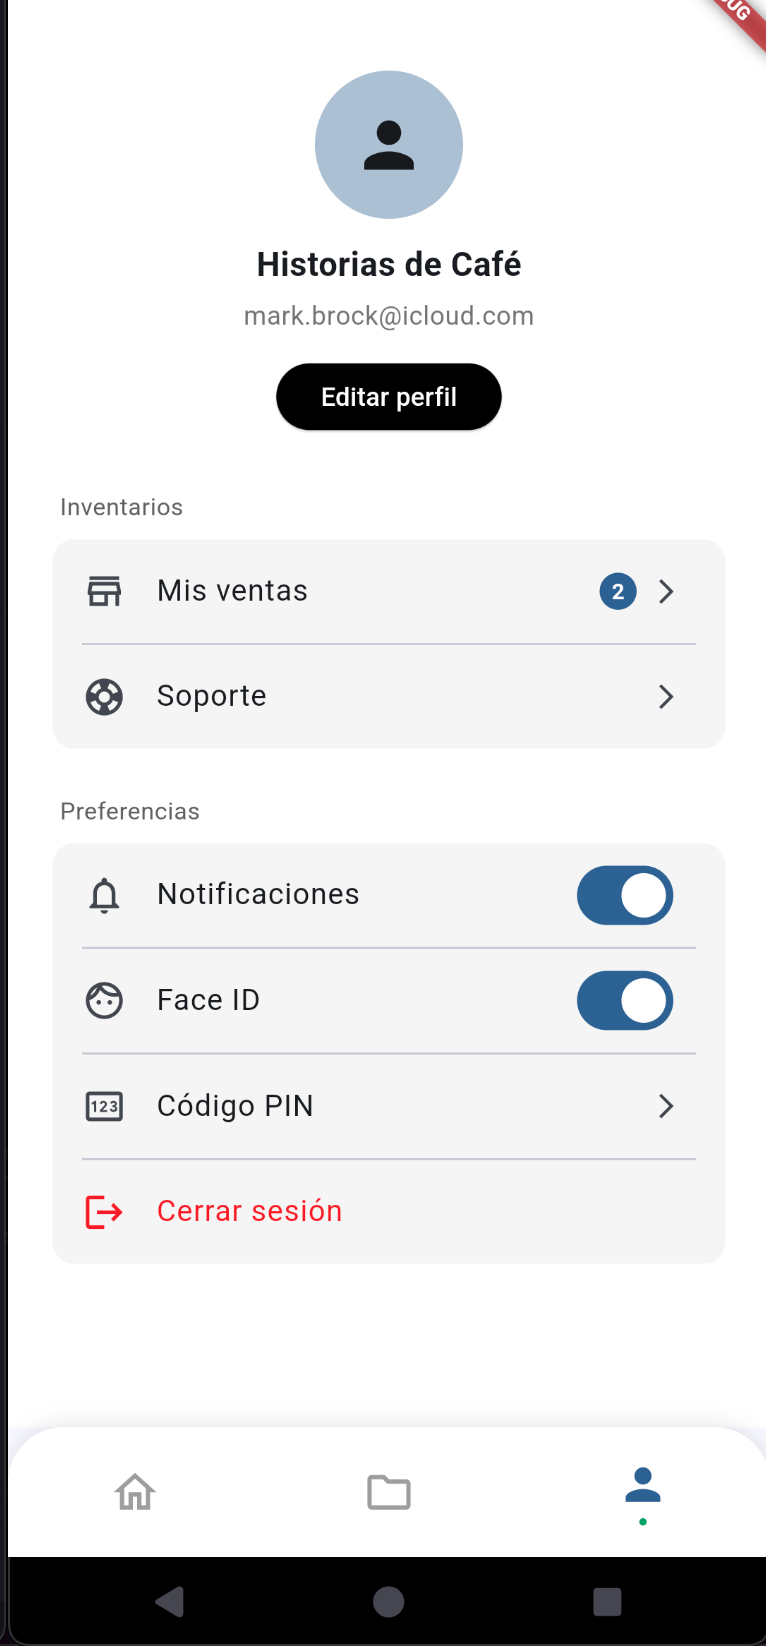 UG
Historias de Café
mark.brock@icloud.com
Editar perfil
Inventarios
Mis ventas
2
Soporte
Preferencias
Notificaciones
Face ID
123
Código PIN
Cerrar sesión